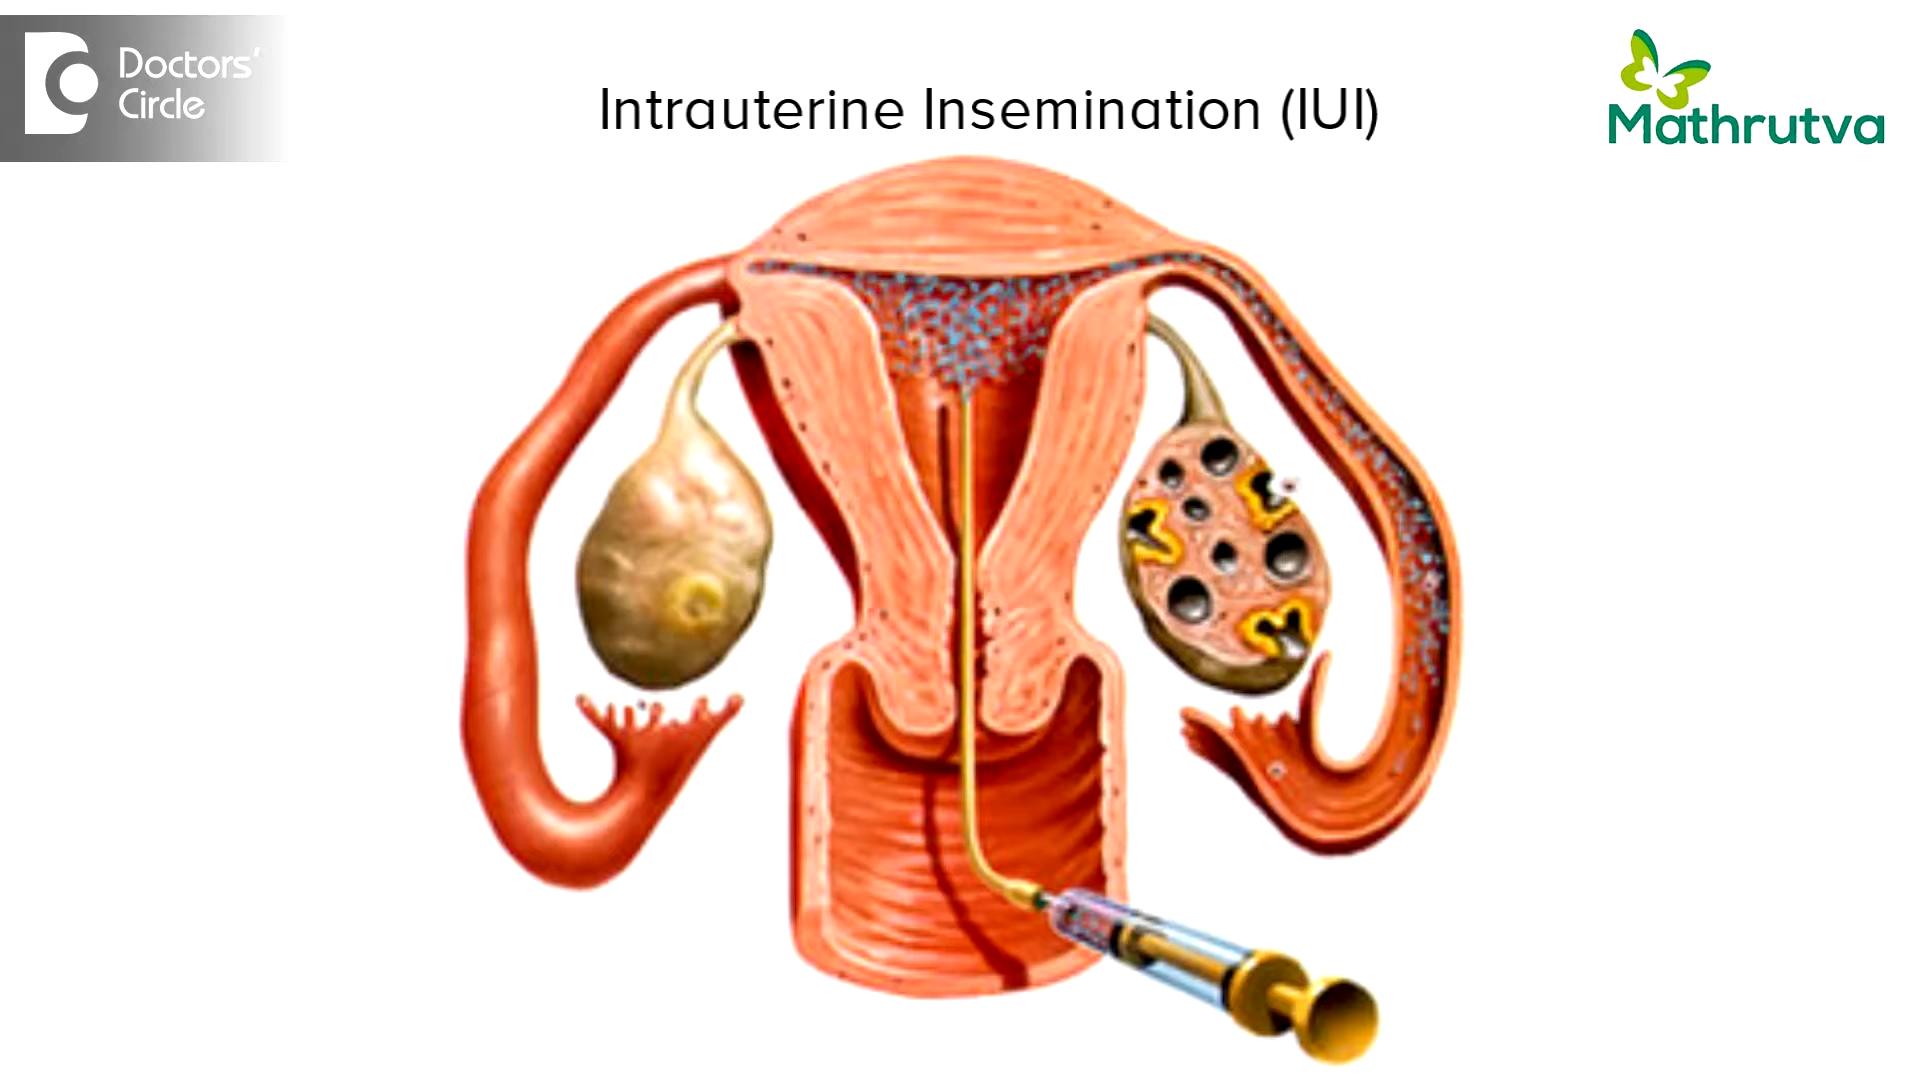 Doctors'
Circle
Intrauterine Insemination (IUI)
Mathrutva